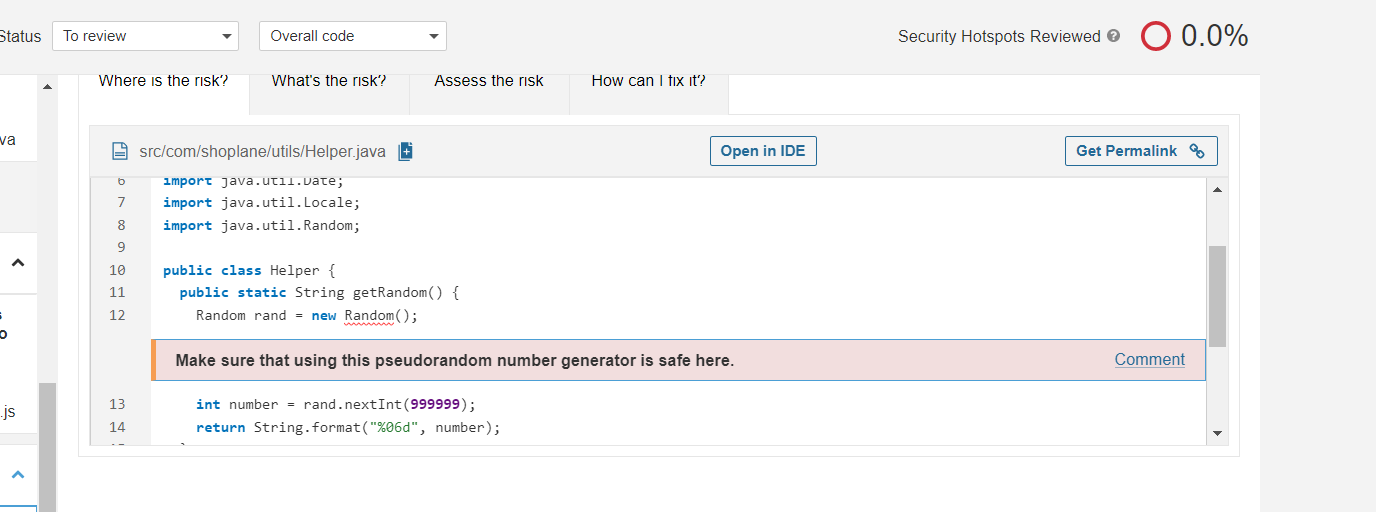 Status To review Overall code Security Hotspots Reviewed ? 0.0%
Where is the risk? What's the risk? Assess the risk How can I fix it?
va
src/com/shoplane/utils/Helper.java Open in IDE Get Permalink
6 import java.util.Date;
7 import java.util.Locale;
8 import java.util.Random;
9
10 public class Helper {
11 public static String getRandom() {
12 Random rand = new Random();
Make sure that using this pseudorandom number generator is safe here. Comment
.js
13 int number = rand.nextInt(999999);
14 return String.format("%06d", number);